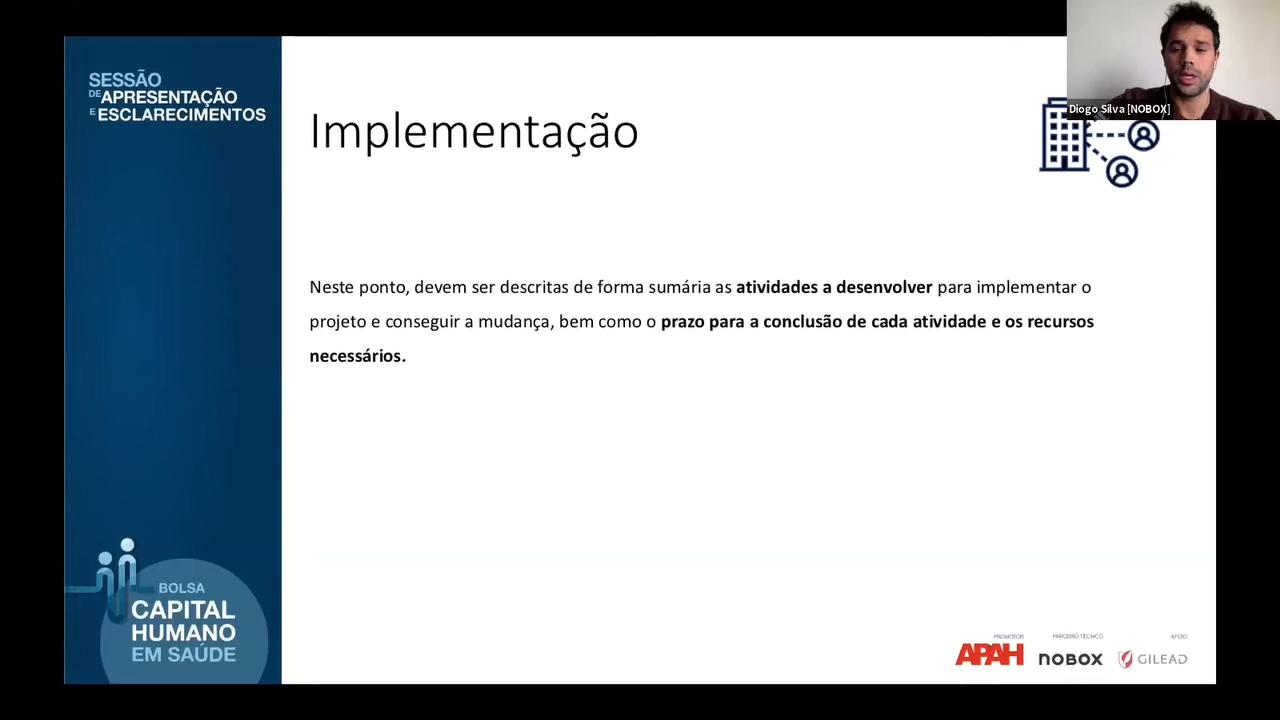 SESSÃO
DE APRESENTAÇÃO
E ESCLARECIMENTOS
Implementação
Diogo Silva [NOBOX]
Neste ponto, devem ser descritas de forma sumária as atividades a desenvolver para implementar o
projeto e conseguir a mudança, bem como o prazo para a conclusão de cada atividade e os recursos
necessários.
BOLSA
CAPITAL
HUMANO
EM SAÚDE
PROMOTOR
APAH
PARCEIRO TÉCNICO
NOBOX
APOIO
GILEAD